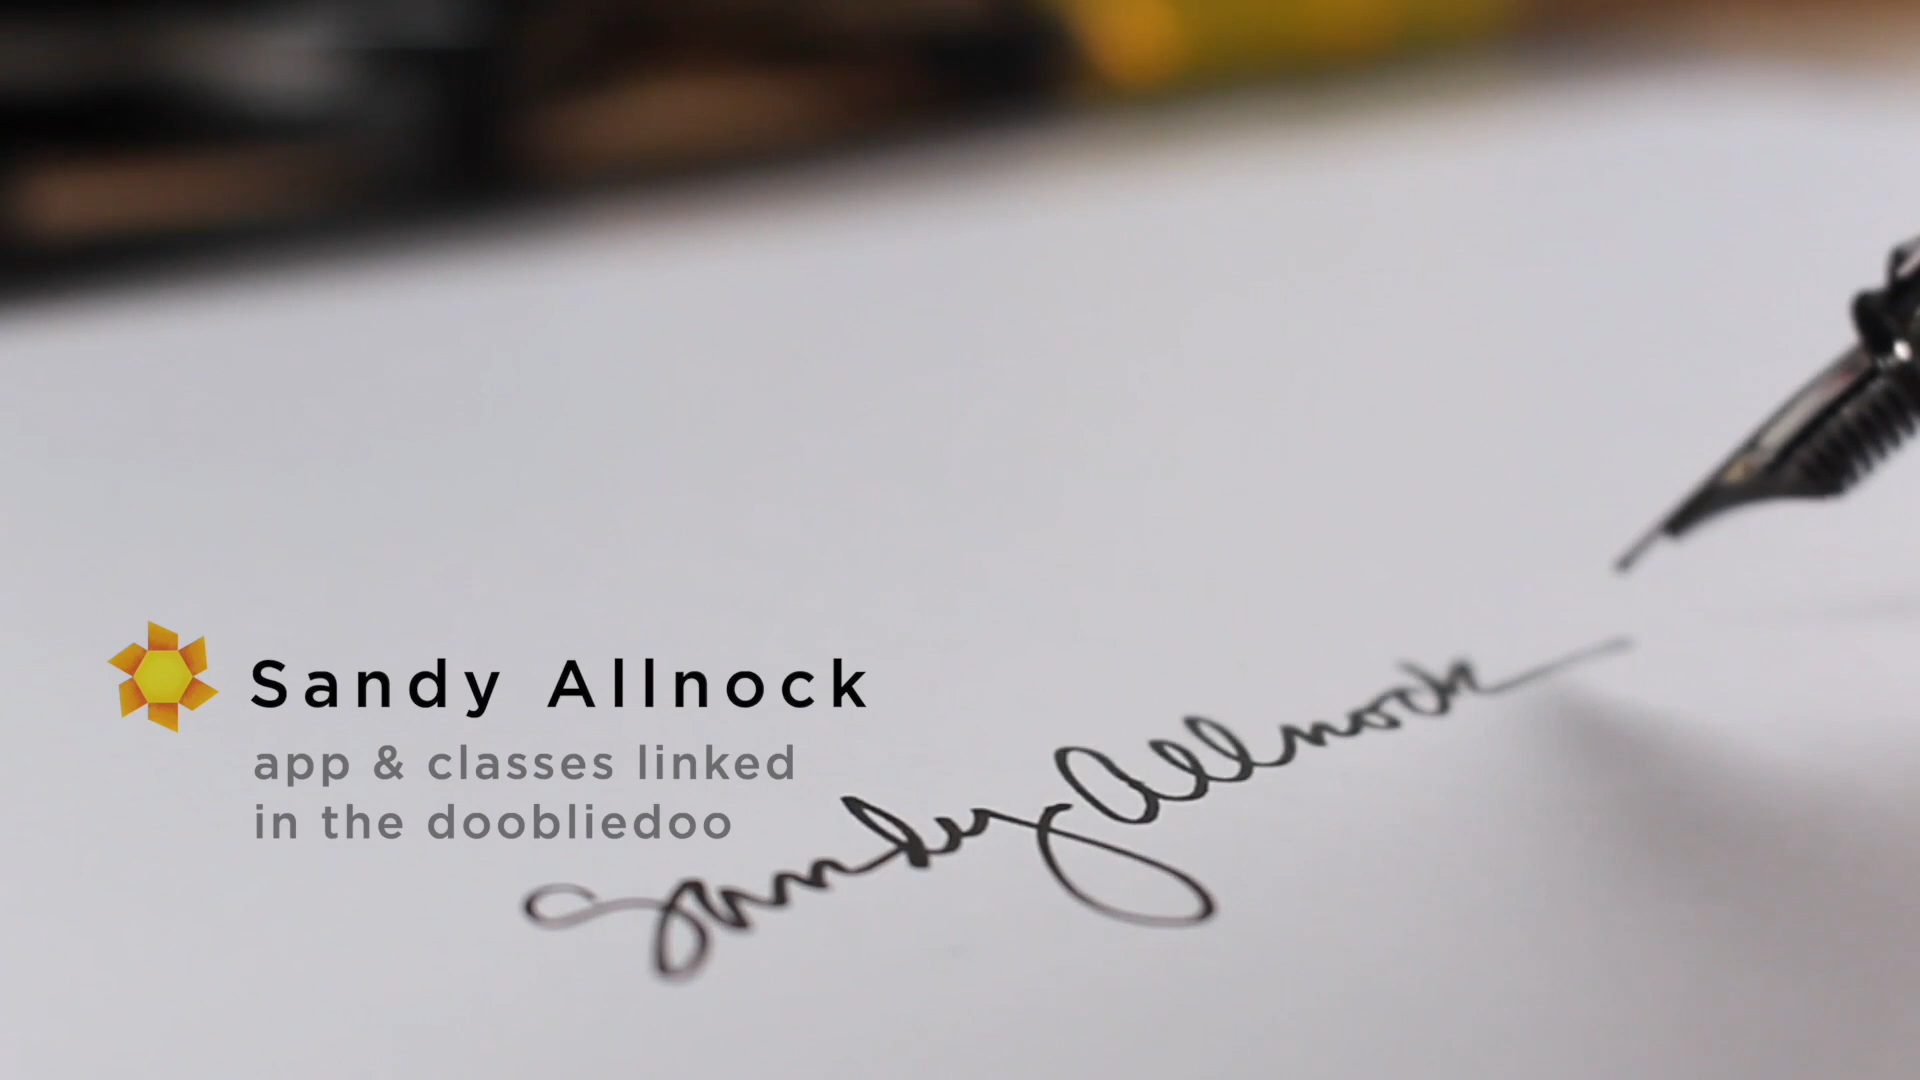 Sandy Allnock
app & classes linked
in the doobliedoo
Sandy Allnock